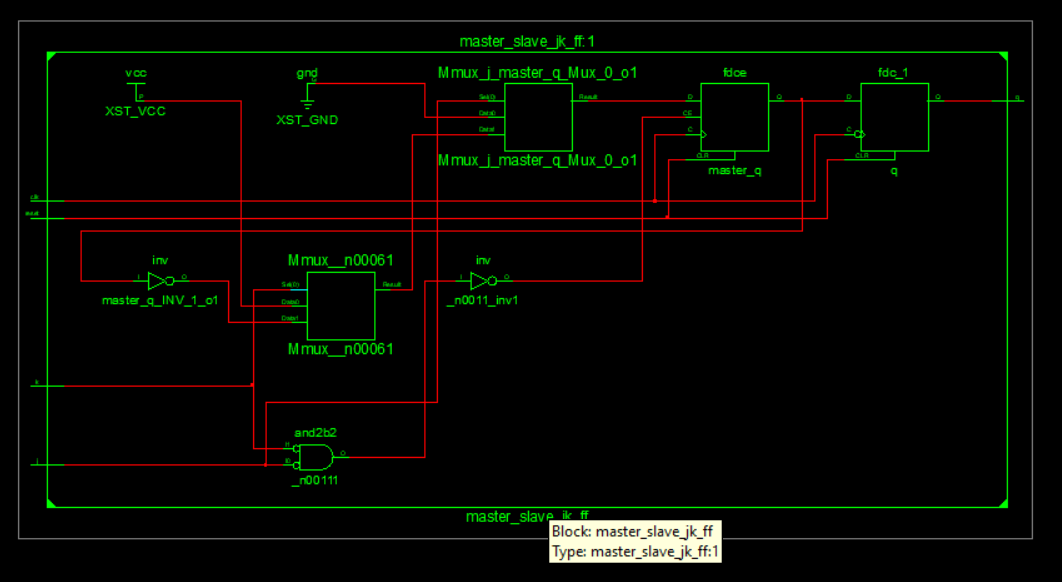 master_slave_jk_ff:1
vcc
XST_VCC
gnd
XST_GND
Mmux_j_master_q_Mux_0_o1
Sel(0)
Data0
Data1
Result
Mmux_j_master_q_Mux_0_o1
fdce
D
CE
C
CLR
Q
master_q
fdc_1
D
C
CLR
Q
q
clk
inv
I
O
master_q_INV_1_o1
Mmux__n00061
Sel(0)
Data0
Data1
Result
Mmux__n00061
inv
I
O
_n0011_inv1
and2b2
I1
I0
O
_n00111
master_slave_jk_ff
Block: master_slave_jk_ff
Type: master_slave_jk_ff:1